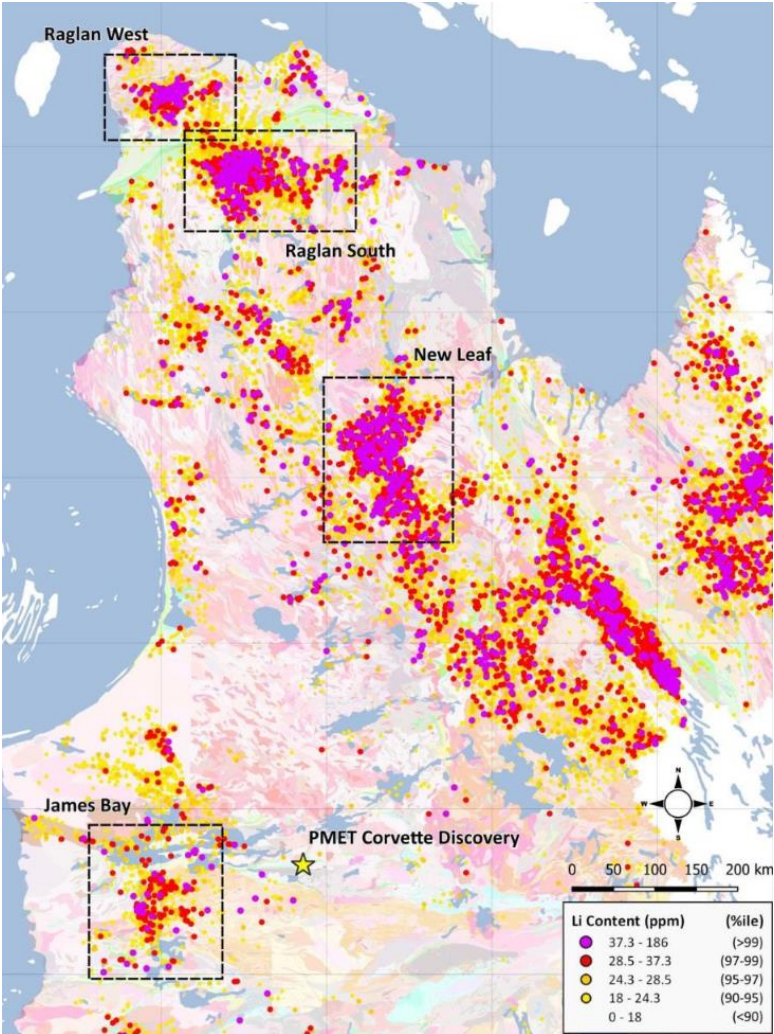 Raglan West
Raglan South
New Leaf
James Bay
PMET Corvette Discovery
N
W E
S
0 50 100 150 200 km
Li Content (ppm) (%ile)
37.3 - 186 (>99)
28.5 - 37.3 (97-99)
24.3 - 28.5 (95-97)
18 - 24.3 (90-95)
0 - 18 (<90)